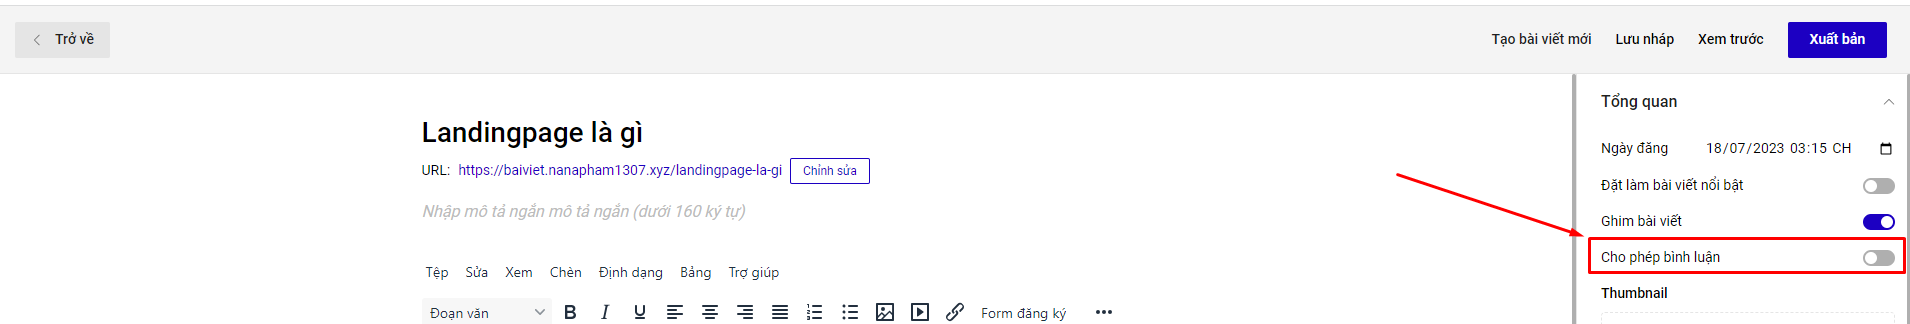 Trở về
Tạo bài viết mới Lưu nháp Xem trước Xuất bản
Landingpage là gì
URL: https://baiviet.nanapham1307.xyz/landingpage-la-gi Chỉnh sửa
Nhập mô tả ngắn mô tả ngắn (dưới 160 ký tự)
Tệp Sửa Xem Chèn Định dạng Bảng Trợ giúp
Đoạn văn B I U Form đăng ký
Tổng quan
Ngày đăng 18/07/2023 03:15 CH
Đặt làm bài viết nổi bật
Ghim bài viết
Cho phép bình luận
Thumbnail